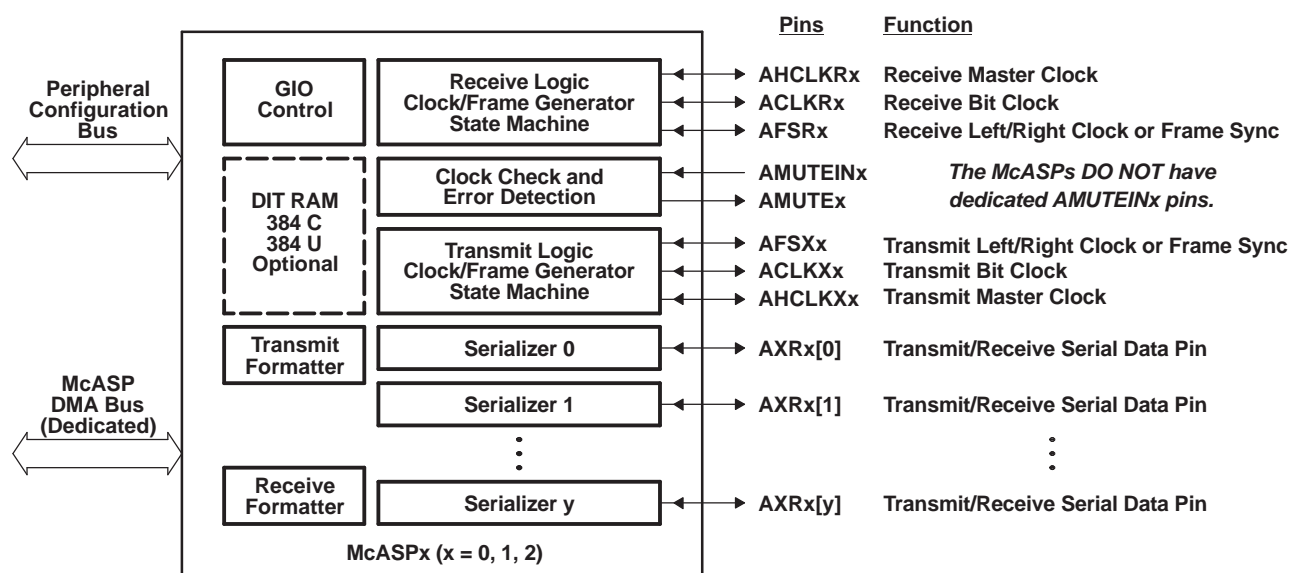 Pins Function
Peripheral
Configuration
Bus
GIO
Control
Receive Logic
Clock/Frame Generator
State Machine
AHCLKRx Receive Master Clock
ACLKRx Receive Bit Clock
AFSRx Receive Left/Right Clock or Frame Sync
DIT RAM
384 C
384 U
Optional
Clock Check and
Error Detection
AMUTEINx
AMUTEx
The McASPs DO NOT have
dedicated AMUTEINx pins.
Transmit Logic
Clock/Frame Generator
State Machine
AFSXx Transmit Left/Right Clock or Frame Sync
ACLKXx Transmit Bit Clock
AHCLKXx Transmit Master Clock
Transmit
Formatter
Serializer 0
AXRx[0] Transmit/Receive Serial Data Pin
McASP
DMA Bus
(Dedicated)
Serializer 1
AXRx[1] Transmit/Receive Serial Data Pin
Receive
Formatter
Serializer y
AXRx[y] Transmit/Receive Serial Data Pin
McASPx (x = 0, 1, 2)